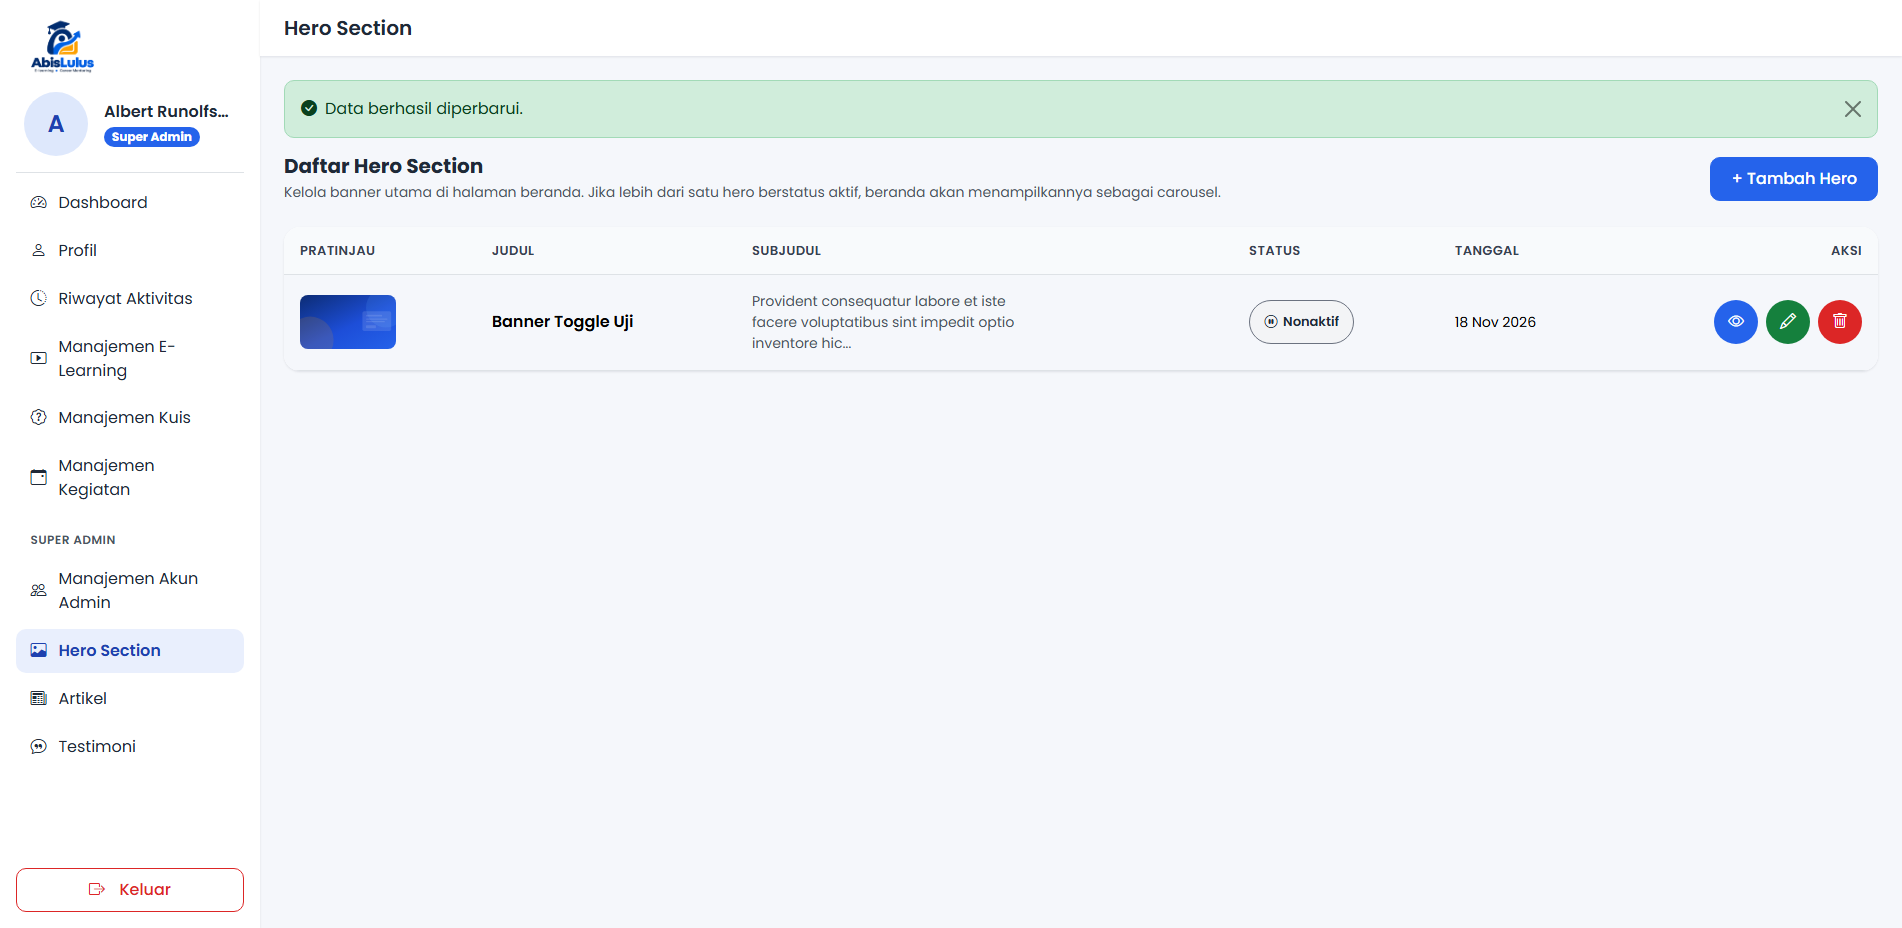 AbisLulus
A
Albert Runolfs...
Super Admin
Dashboard
Profil
Riwayat Aktivitas
Manajemen E-
Learning
Manajemen Kuis
Manajemen
Kegiatan
SUPER ADMIN
Manajemen Akun
Admin
Hero Section
Artikel
Testimoni
Keluar
Hero Section
Data berhasil diperbarui.
Daftar Hero Section
Kelola banner utama di halaman beranda. Jika lebih dari satu hero berstatus aktif, beranda akan menampilkannya sebagai carousel.
+ Tambah Hero
PRATINJAU JUDUL SUBJUDUL STATUS TANGGAL AKSI
Banner Toggle Uji
Provident consequatur labore et iste
facere voluptatibus sint impedit optio
inventore hic...
Nonaktif
18 Nov 2026